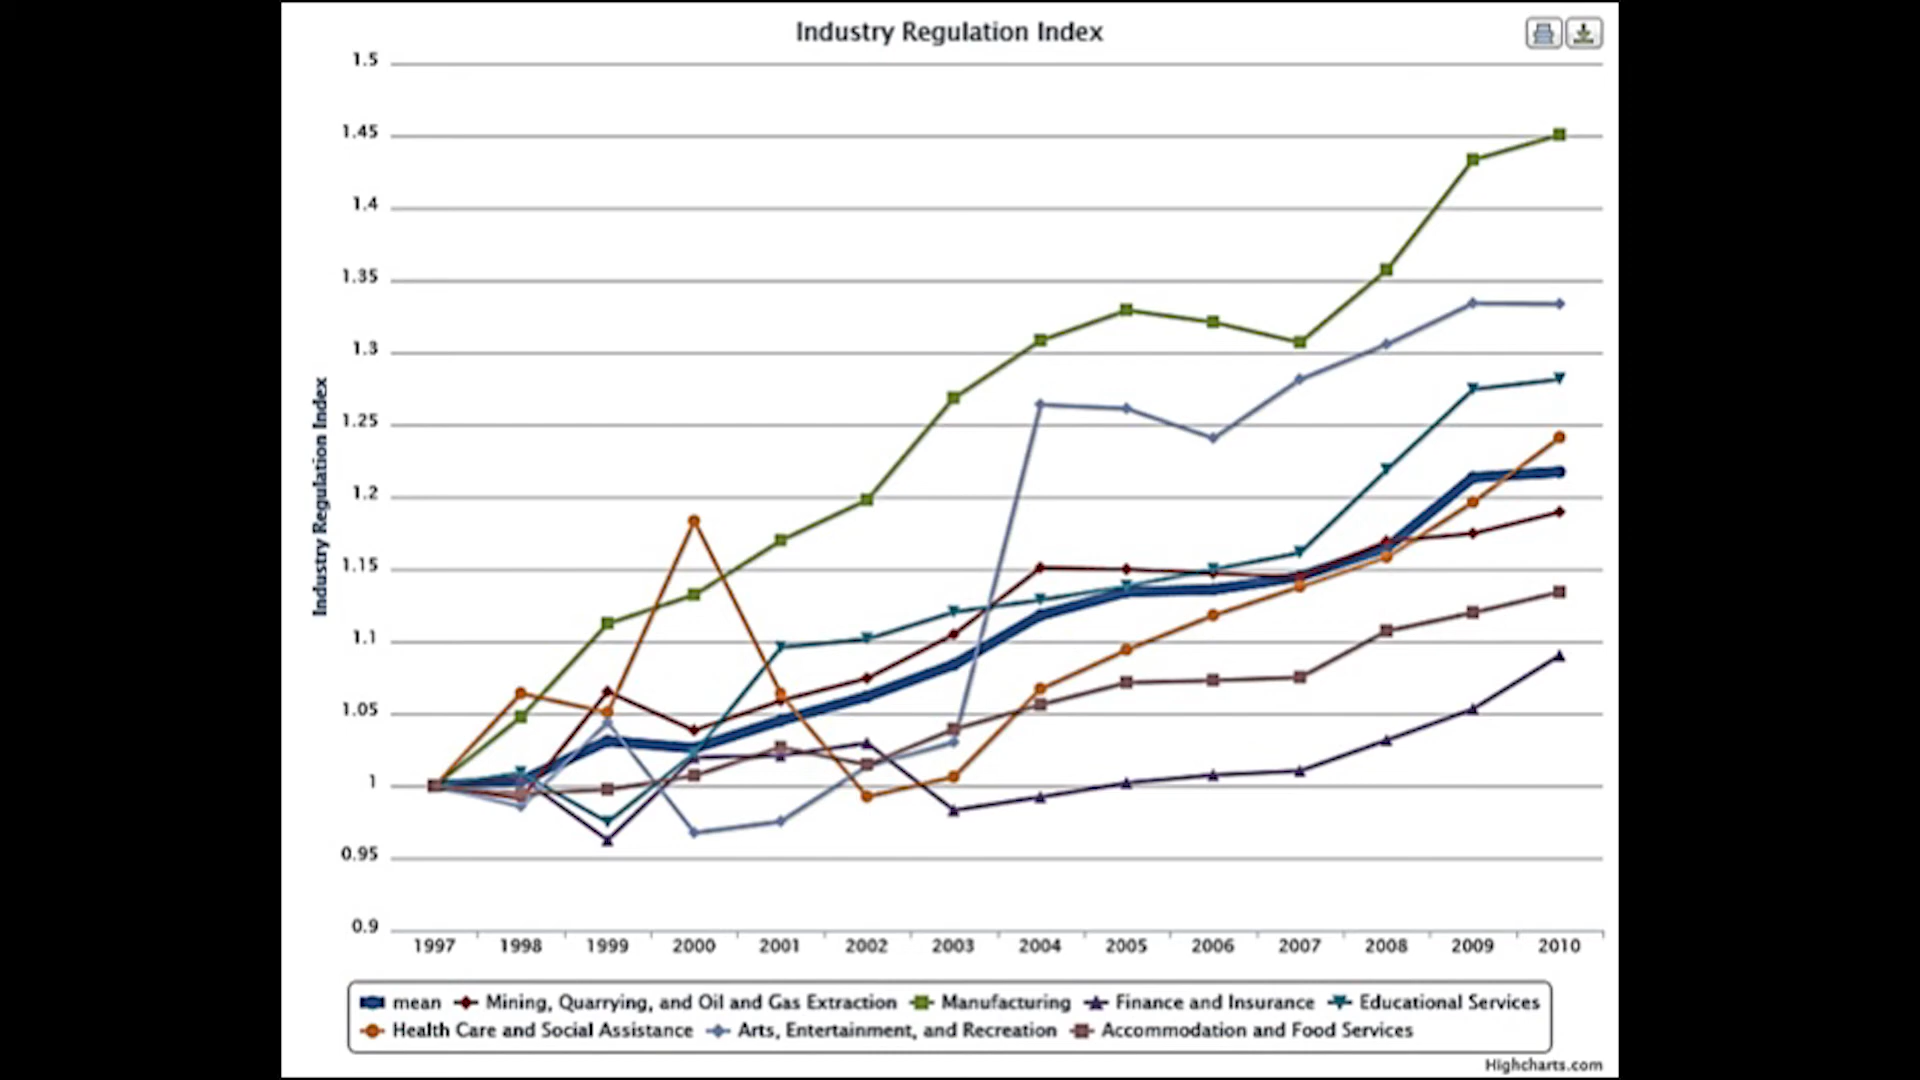 Industry Regulation Index
1.5
1.45
1.4
1.35
1.3
1.25
1.2
1.15
1.1
1.05
1
0.95
0.9
Industry Regulation Index
1997 1998 1999 2000 2001 2002 2003 2004 2005 2006 2007 2008 2009 2010
mean Mining, Quarrying, and Oil and Gas Extraction Manufacturing Finance and Insurance Educational Services
Health Care and Social Assistance Arts, Entertainment, and Recreation Accommodation and Food Services
Highcharts.com